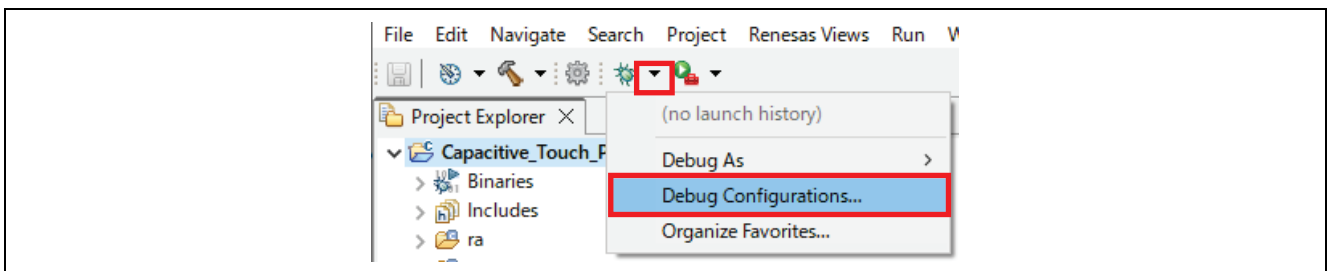 File Edit Navigate Search Project Renesas Views Run
Project Explorer
(no launch history)
Capacitive_Touch_P
Debug As
Binaries
Debug Configurations...
Includes
Organize Favorites...
ra